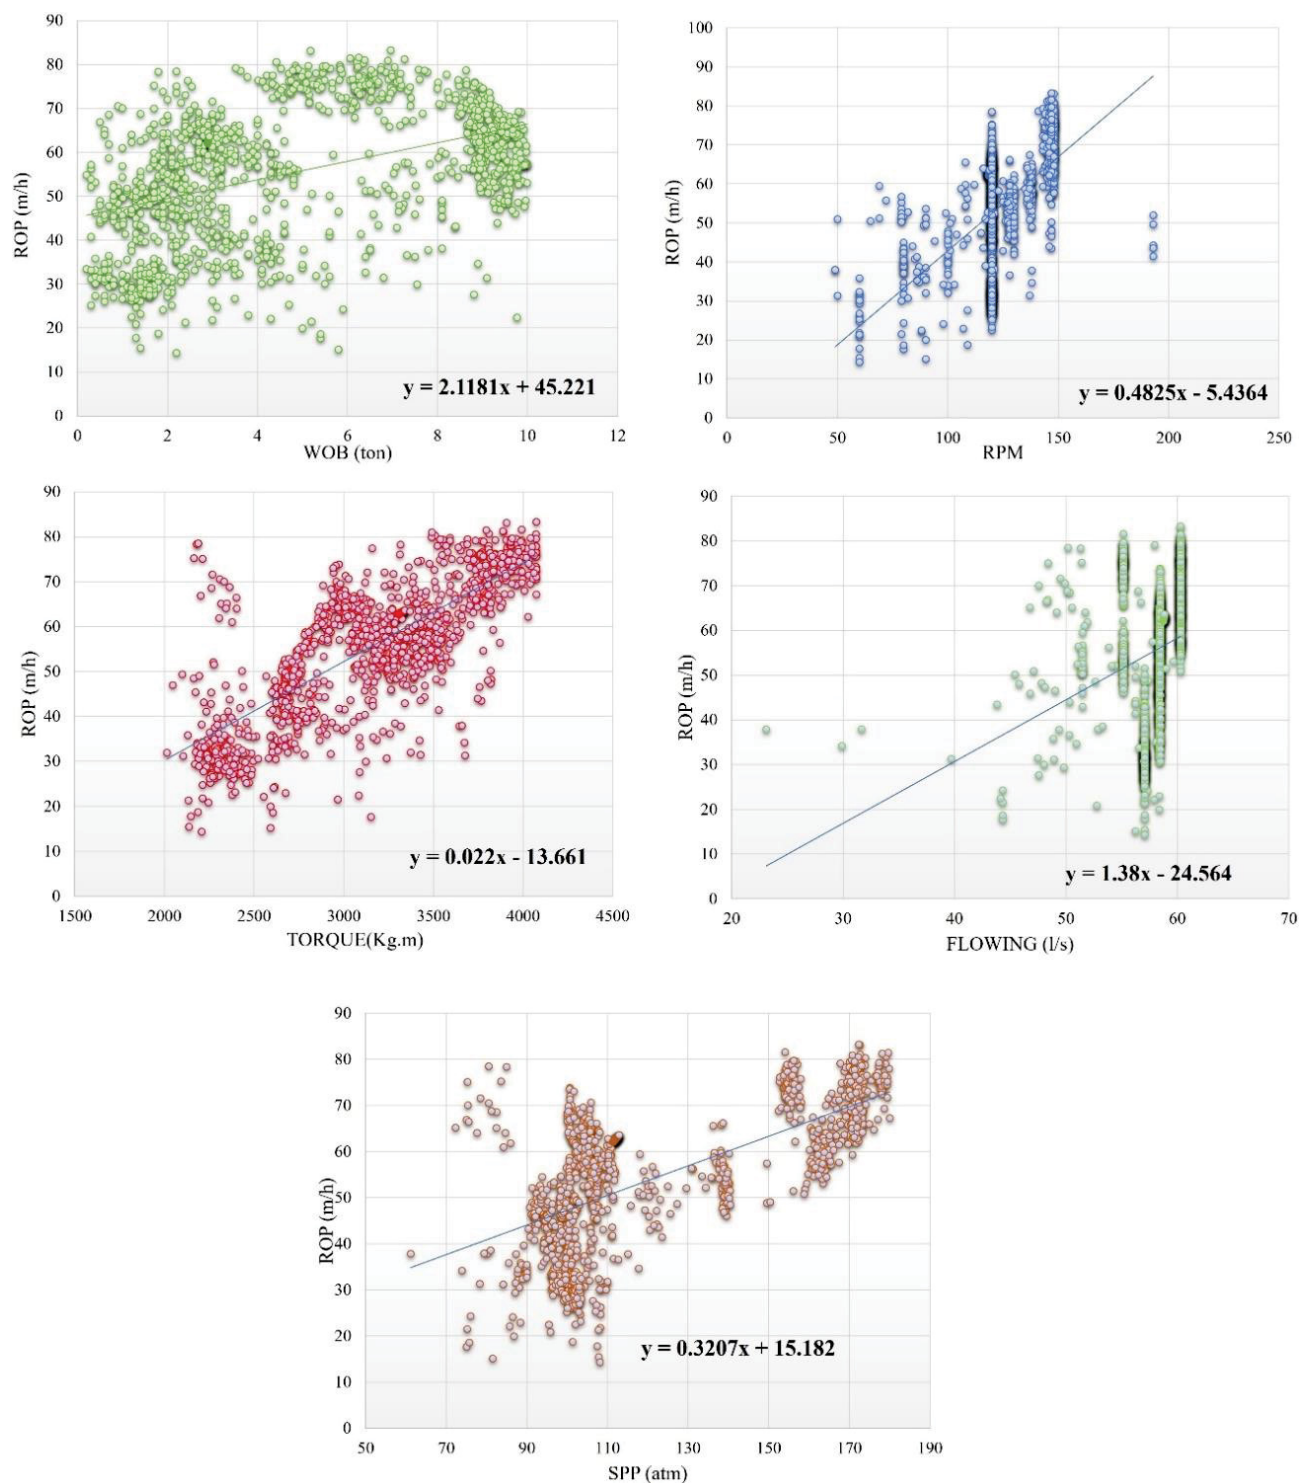 90
80
70
60
50
40
30
20
10
0
ROP (m/h)
y = 2.1181x + 45.221
0 2 4 6 8 10 12
WOB (ton)
100
90
80
70
60
50
40
30
20
10
0
ROP (m/h)
y = 0.4825x - 5.4364
0 50 100 150 200 250
RPM
90
80
70
60
50
40
30
20
10
0
ROP (m/h)
y = 0.022x - 13.661
1500 2000 2500 3000 3500 4000 4500
TORQUE(Kg.m)
90
80
70
60
50
40
30
20
10
0
ROP (m/h)
y = 1.38x - 24.564
20 30 40 50 60 70
FLOWING (l/s)
90
80
70
60
50
40
30
20
10
0
ROP (m/h)
y = 0.3207x + 15.182
50 70 90 110 130 150 170 190
SPP (atm)